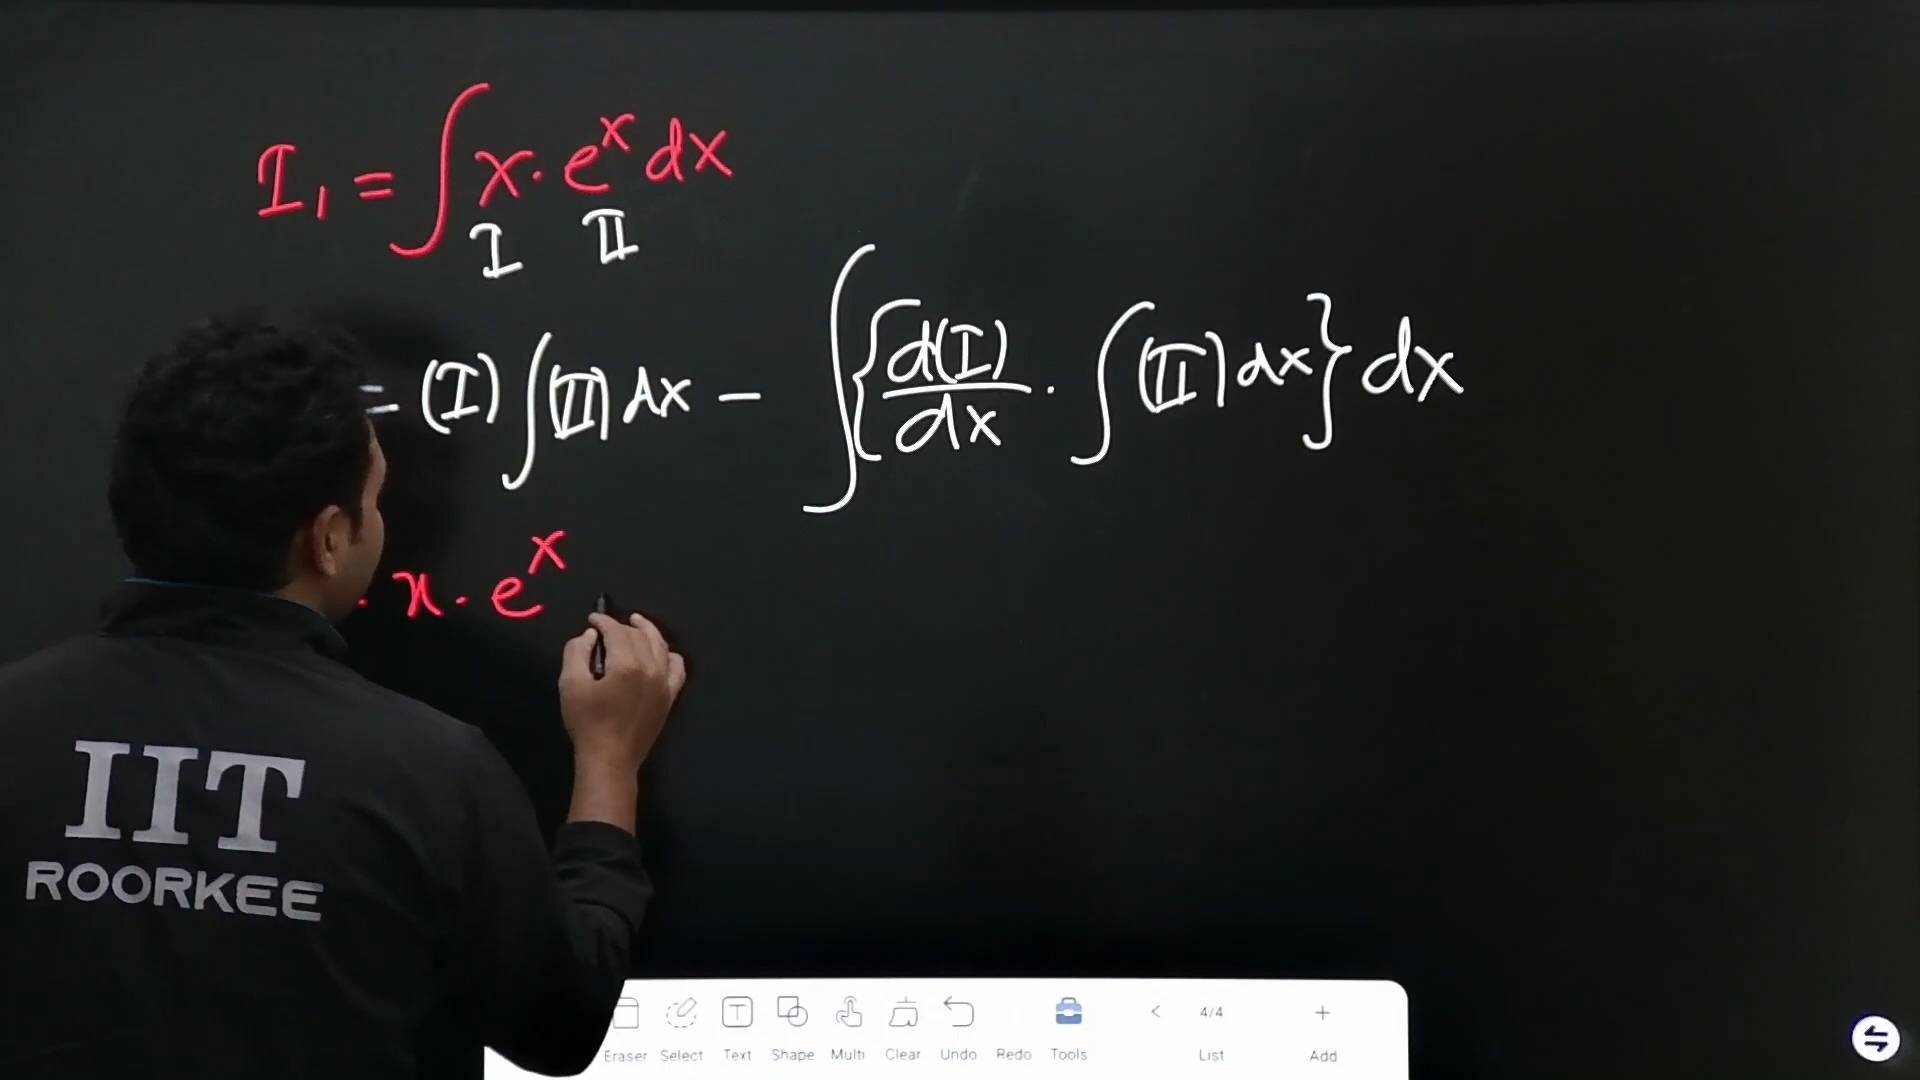 I₁ = ∫ x · eˣ dx
I II
= (I) ∫ (II) dx − ∫ { d(I)/dx · ∫ (II) dx } dx
· x · eˣ
IIT
ROORKEE
4/4
Eraser Select Text Shape Multi Clear Undo Redo Tools List Add